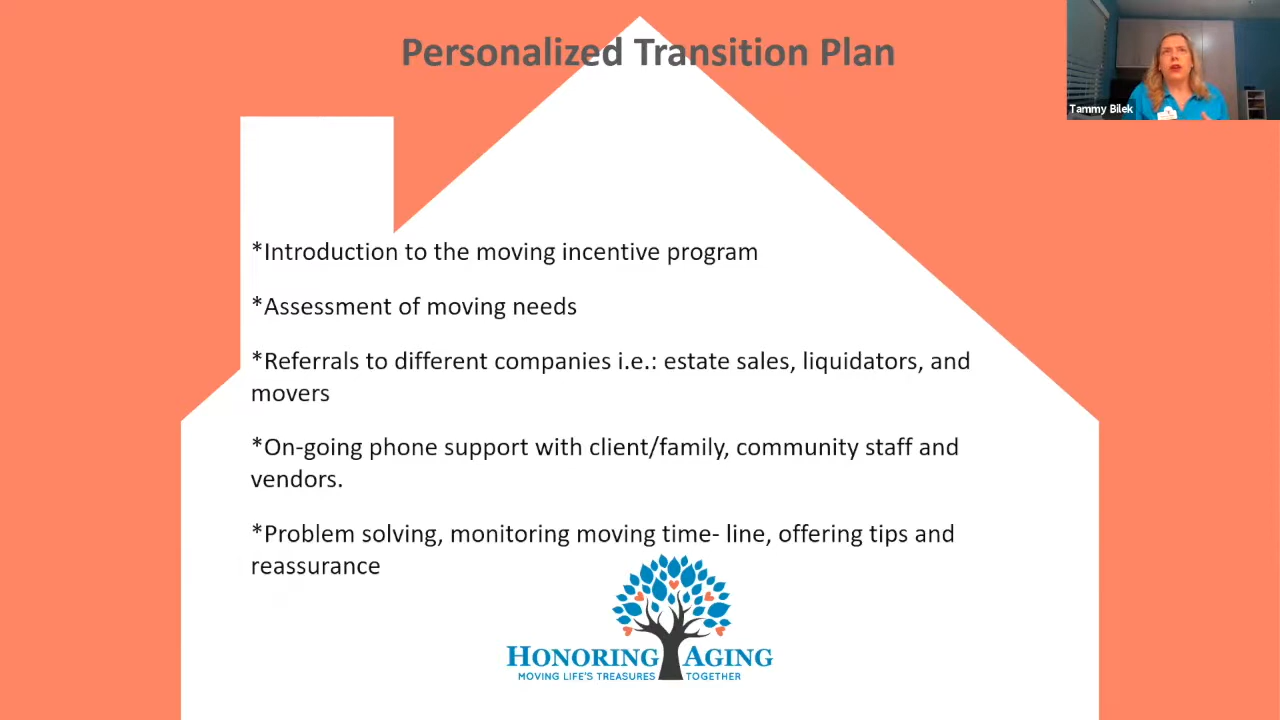 Personalized Transition Plan
Tammy Bilek
*Introduction to the moving incentive program
*Assessment of moving needs
*Referrals to different companies i.e.: estate sales, liquidators, and
movers
*On-going phone support with client/family, community staff and
vendors.
*Problem solving, monitoring moving time- line, offering tips and
reassurance
HONORING AGING
MOVING LIFE'S TREASURES TOGETHER